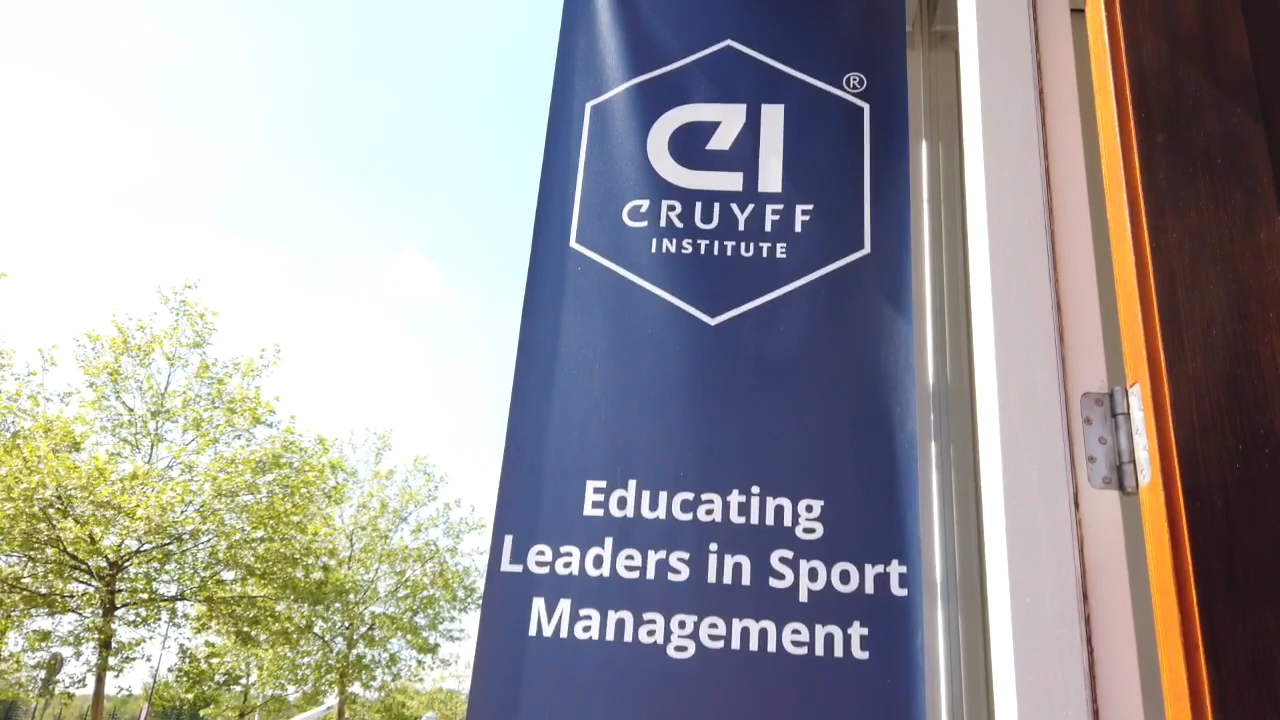 ®
CI
CRUYFF
INSTITUTE
Educating
Leaders in Sport
Management